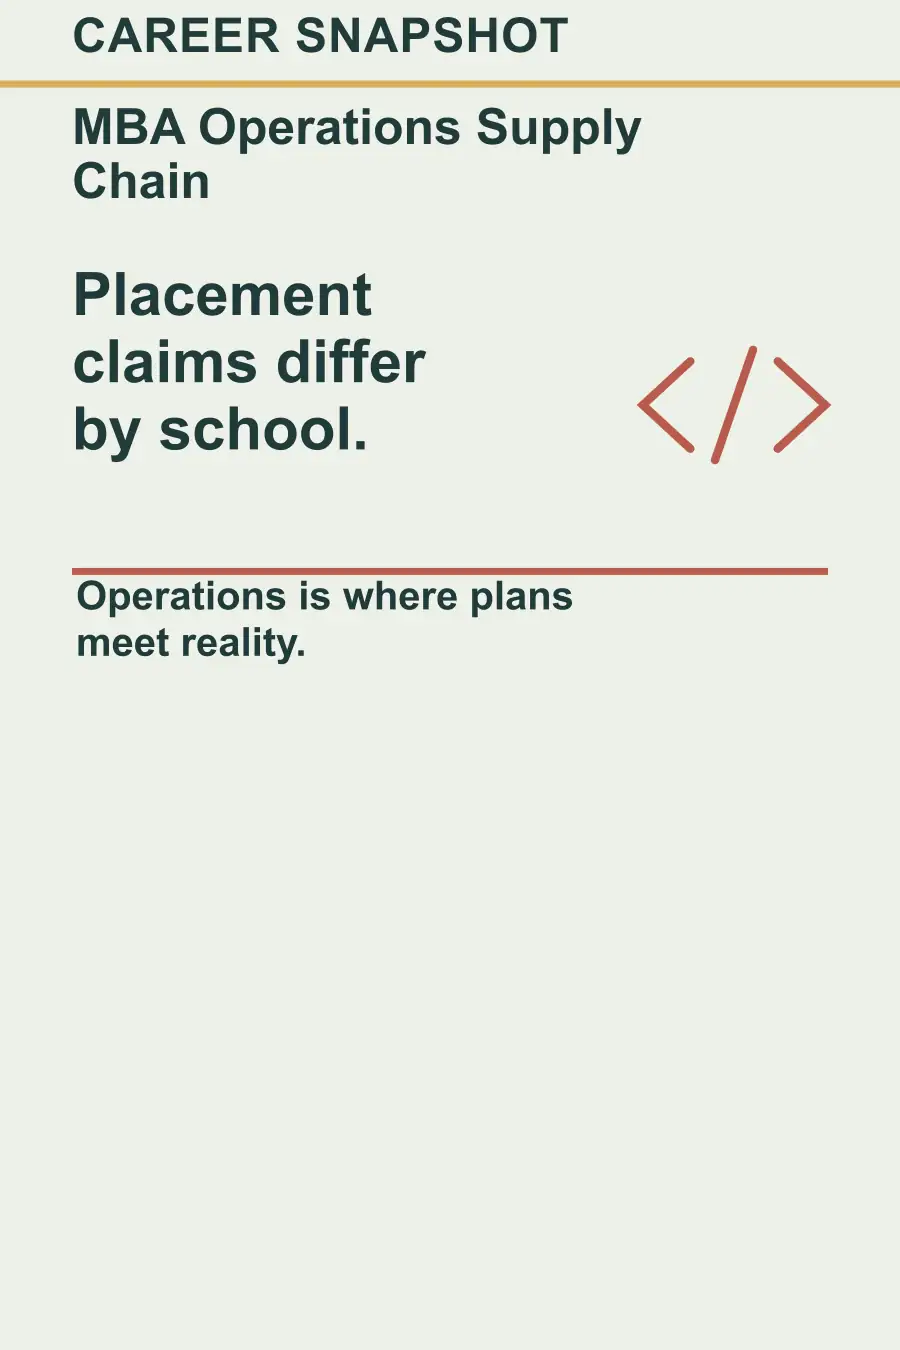 CAREER SNAPSHOT
MBA Operations Supply
Chain
Placement
claims differ
by school.
Operations is where plans
meet reality.